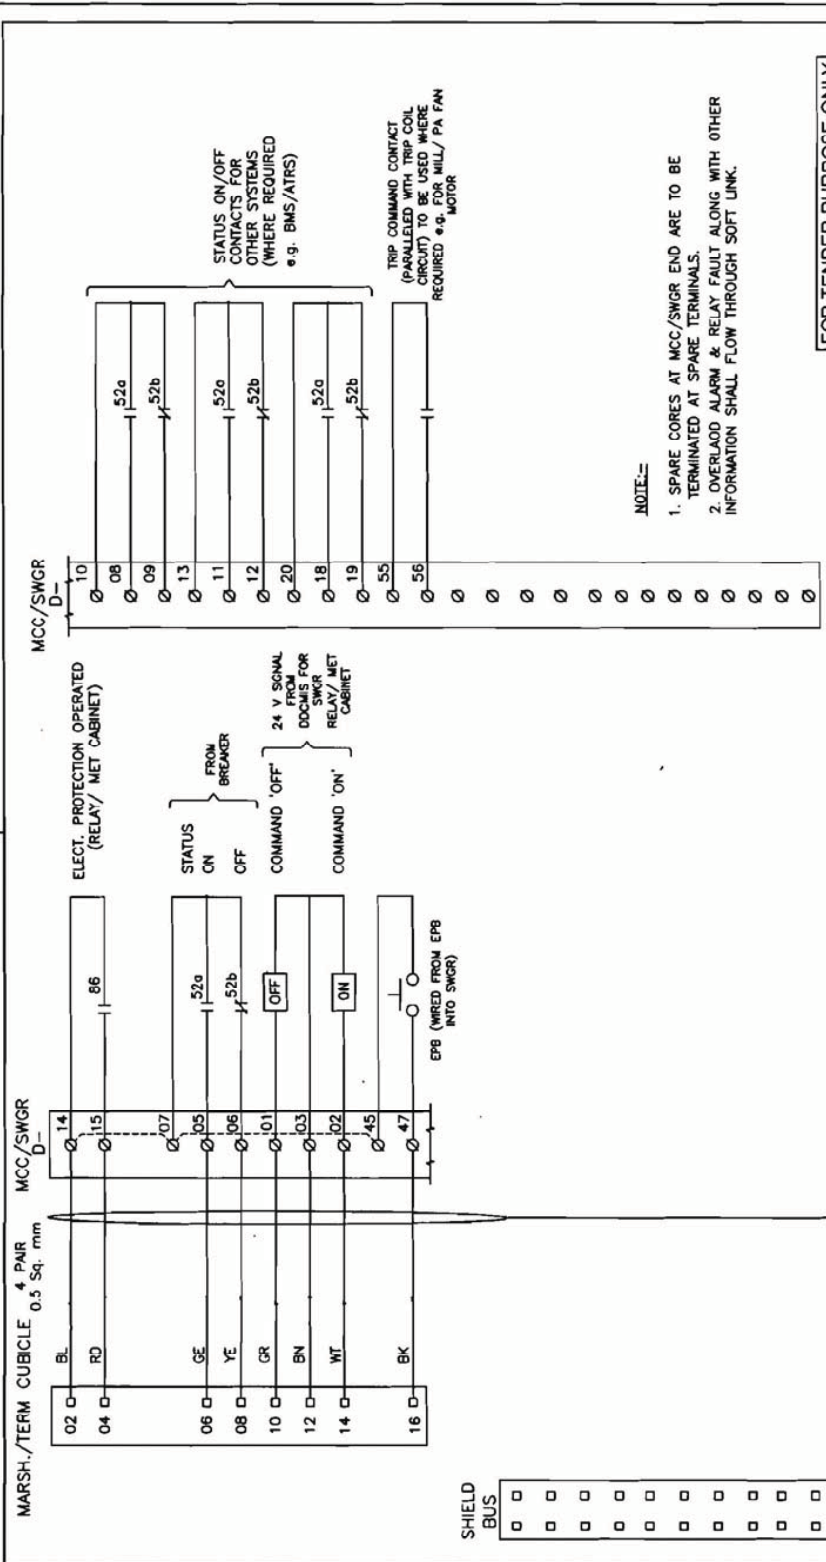 MARSH./TERM CUBICLE
4 PAIR
0.5 Sq. mm
MCC/SWGR
D-
02
BL
14
ELECT. PROTECTION OPERATED
(RELAY/ MET CABINET)
04
RD
15
86
07
STATUS
06
GE
05
52a
ON
08
YE
06
52b
OFF
FROM
BREAKER
10
GR
01
OFF
COMMAND 'OFF'
12
BN
03
14
WT
02
ON
COMMAND 'ON'
24 V SIGNAL
FROM
DDCMIS FOR
SWGR
RELAY/ MET
CABINET
45
16
BK
47
EPB (WIRED FROM EPB
INTO SWGR)
SHIELD
BUS
MCC/SWGR
D-
10
08
52a
09
52b
13
11
52a
12
52b
20
18
52a
19
52b
STATUS ON/OFF
CONTACTS FOR
OTHER SYSTEMS
(WHERE REQUIRED
e.g. BMS/ATRS)
55
56
TRIP COMMAND CONTACT
(PARALLELED WITH TRIP COIL
CIRCUIT) TO BE USED WHERE
REQUIRED e.g. FOR MILL/ PA FAN
MOTOR
NOTE:=
1. SPARE CORES AT MCC/SWGR END ARE TO BE
TERMINATED AT SPARE TERMINALS.
2. OVERLAOD ALARM & RELAY FAULT ALONG WITH OTHER
INFORMATION SHALL FLOW THROUGH SOFT LINK.
FOR TENDER PURPOSE ONLY